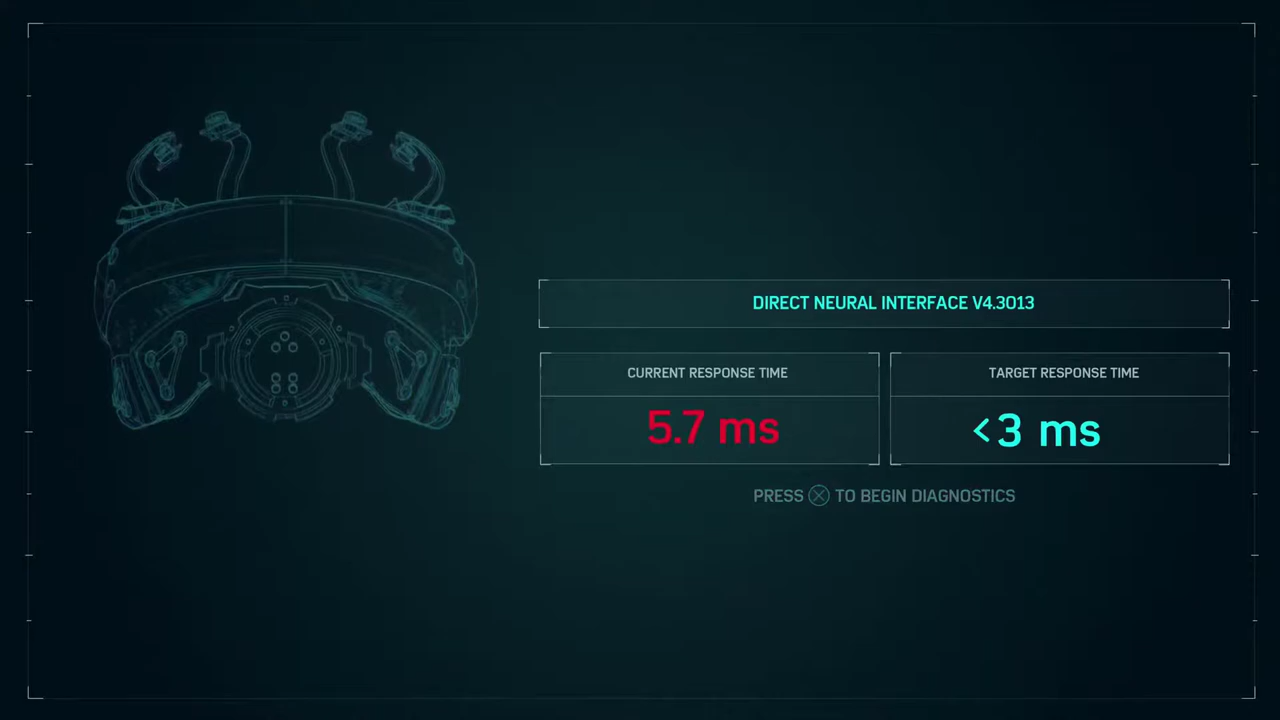 DIRECT NEURAL INTERFACE V4.3013
CURRENT RESPONSE TIME
5.7 ms
TARGET RESPONSE TIME
<3 ms
PRESS ⓧ TO BEGIN DIAGNOSTICS